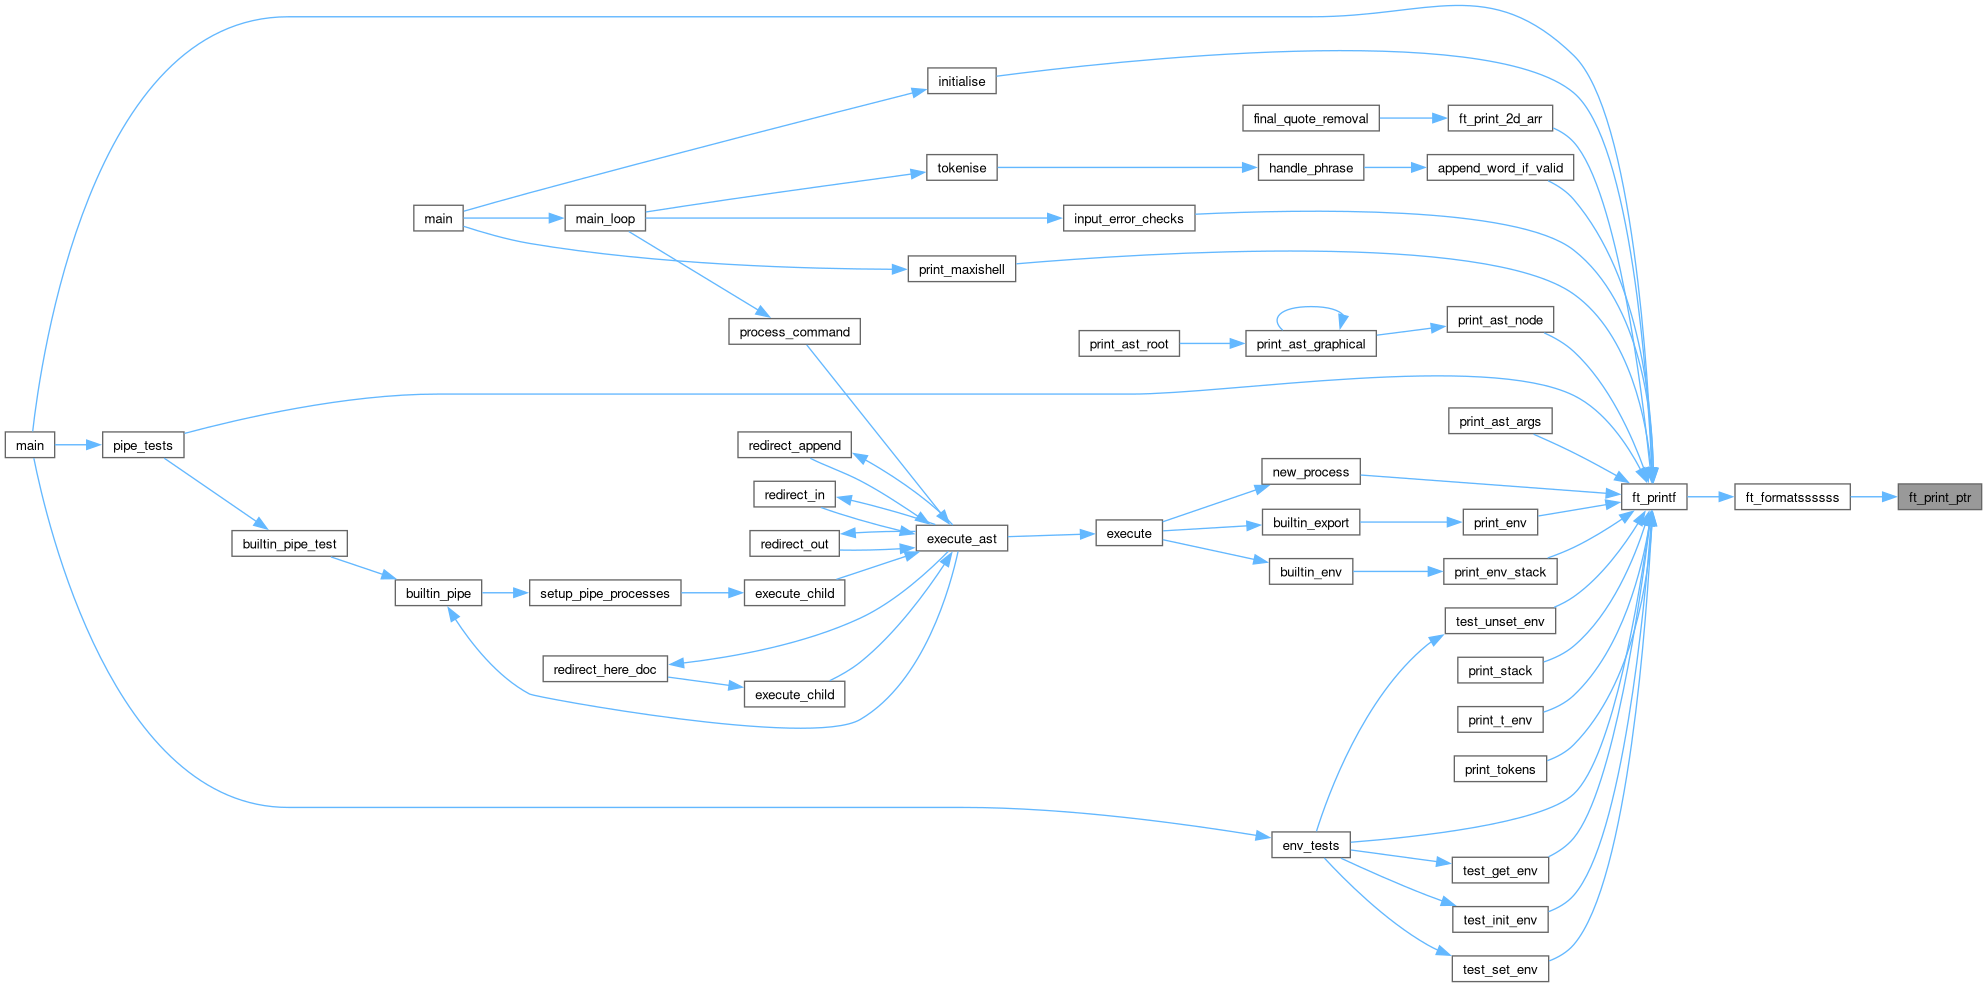 initialise
final_quote_removal
ft_print_2d_arr
tokenise
handle_phrase
append_word_if_valid
main
main_loop
input_error_checks
print_maxishell
process_command
print_ast_root
print_ast_graphical
print_ast_node
print_ast_args
main
pipe_tests
redirect_append
new_process
redirect_in
ft_printf
ft_formatssssss
ft_print_ptr
builtin_pipe_test
redirect_out
execute_ast
execute
builtin_export
print_env
builtin_env
print_env_stack
builtin_pipe
setup_pipe_processes
execute_child
test_unset_env
redirect_here_doc
execute_child
print_stack
print_t_env
print_tokens
env_tests
test_get_env
test_init_env
test_set_env